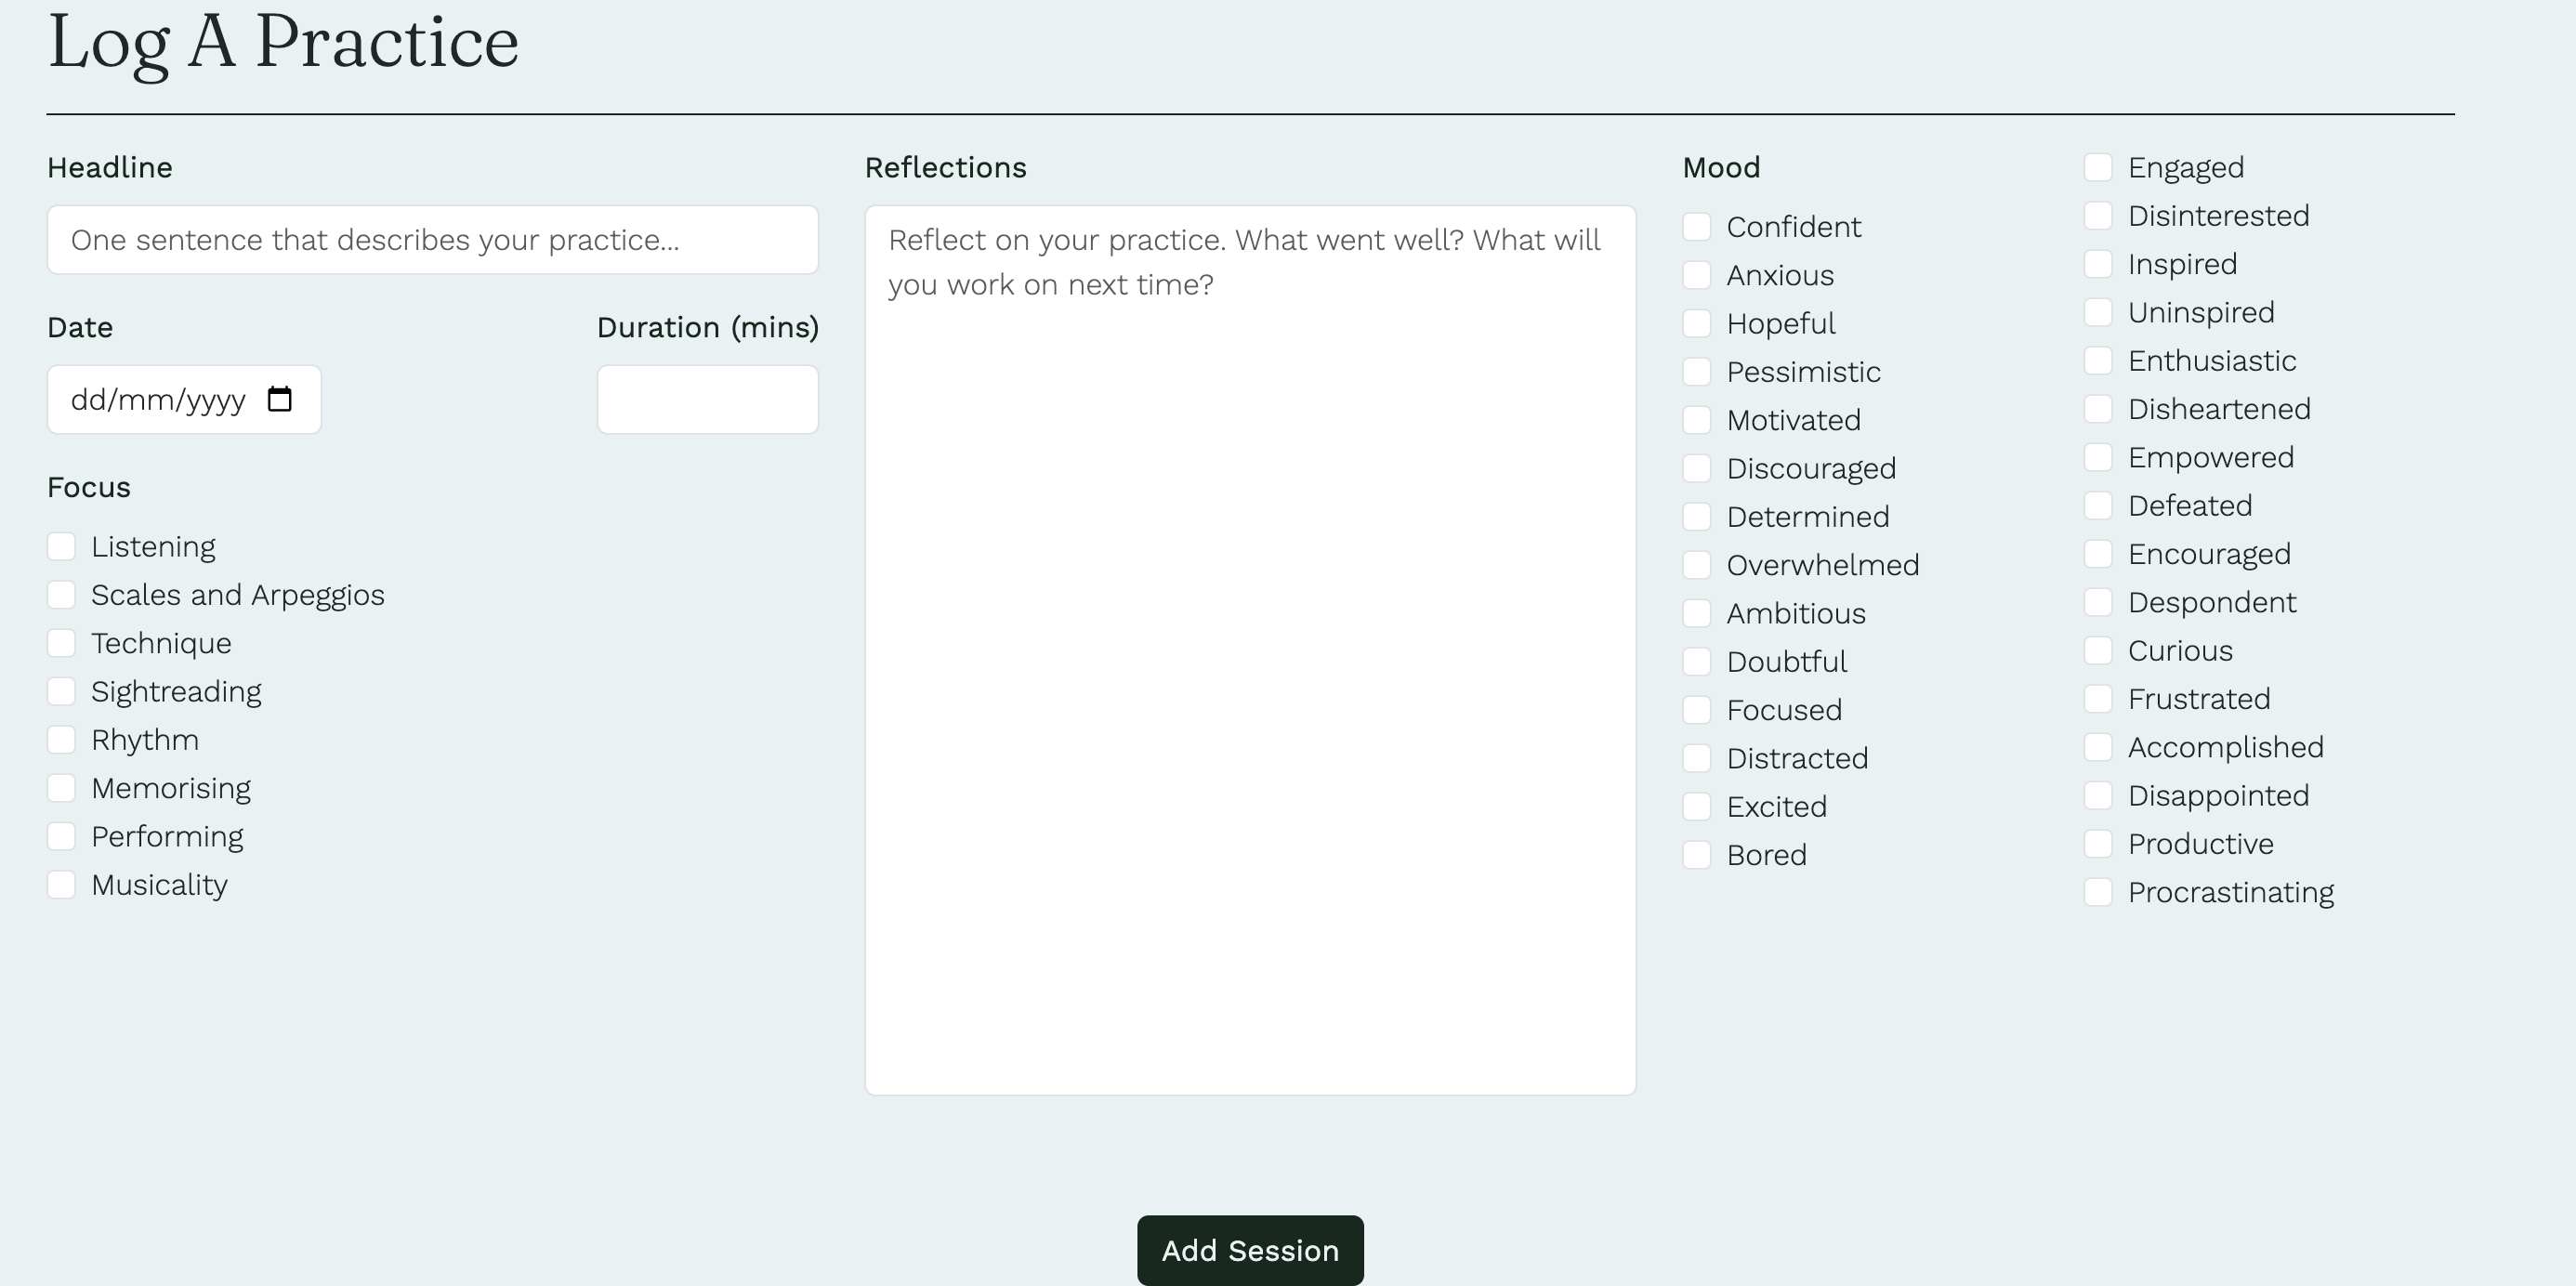 Log A Practice
Headline
One sentence that describes your practice...
Date
Duration (mins)
dd/mm/yyyy
Focus
Listening
Scales and Arpeggios
Technique
Sightreading
Rhythm
Memorising
Performing
Musicality
Reflections
Reflect on your practice. What went well? What will
you work on next time?
Mood
Confident
Anxious
Hopeful
Pessimistic
Motivated
Discouraged
Determined
Overwhelmed
Ambitious
Doubtful
Focused
Distracted
Excited
Bored
Engaged
Disinterested
Inspired
Uninspired
Enthusiastic
Disheartened
Empowered
Defeated
Encouraged
Despondent
Curious
Frustrated
Accomplished
Disappointed
Productive
Procrastinating
Add Session